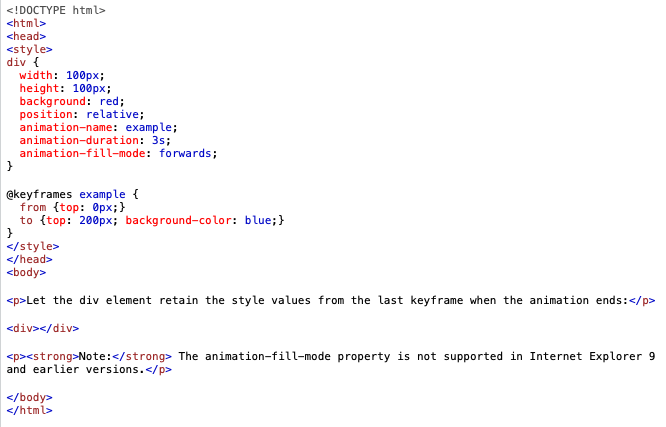 <!DOCTYPE html>
<html>
<head>
<style>
div {
  width: 100px;
  height: 100px;
  background: red;
  position: relative;
  animation-name: example;
  animation-duration: 3s;
  animation-fill-mode: forwards;
}

@keyframes example {
  from {top: 0px;}
  to {top: 200px; background-color: blue;}
}
</style>
</head>
<body>

<p>Let the div element retain the style values from the last keyframe when the animation ends:</p>

<div></div>

<p><strong>Note:</strong> The animation-fill-mode property is not supported in Internet Explorer 9
and earlier versions.</p>

</body>
</html>